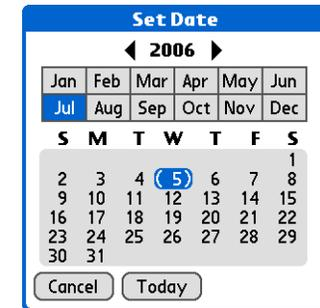 Set Date
2006
Jan Feb Mar Apr May Jun
Jul Aug Sep Oct Nov Dec
S M T W T F S
1
2 3 4 (5) 6 7 8
9 10 11 12 13 14 15
16 17 18 19 20 21 22
23 24 25 26 27 28 29
30 31
Cancel Today